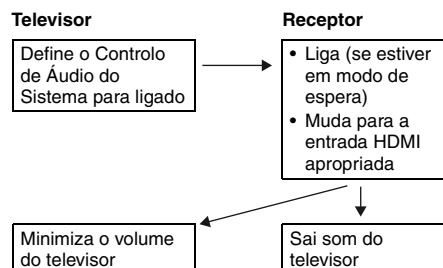 Televisor
Receptor
Define o Controlo
de Áudio do
Sistema para ligado
• Liga (se estiver
em modo de
espera)
• Muda para a
entrada HDMI
apropriada
Minimiza o volume
do televisor
Sai som do
televisor